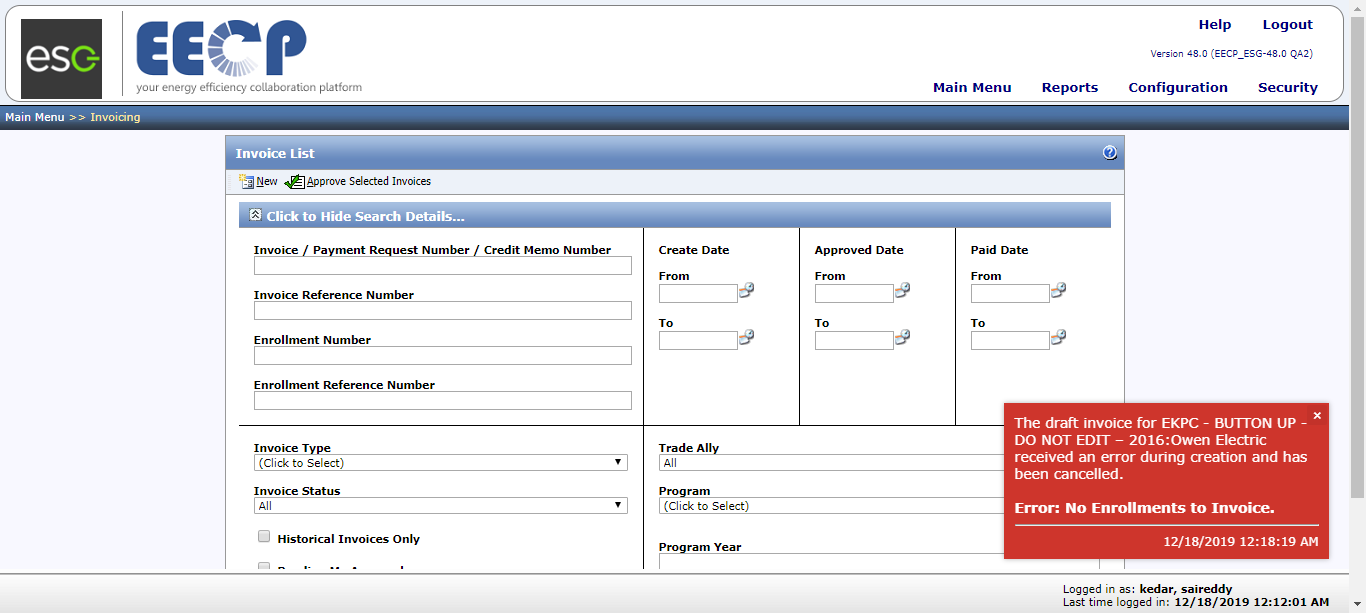 esc
EECP
your energy efficiency collaboration platform
Help Logout
Version 48.0 (EECP_ESG-48.0 QA2)
Main Menu Reports Configuration Security
Main Menu >> Invoicing
Invoice List
New Approve Selected Invoices
Click to Hide Search Details...
Invoice / Payment Request Number / Credit Memo Number
Invoice Reference Number
Enrollment Number
Enrollment Reference Number
Create Date
From
To
Approved Date
From
To
Paid Date
From
To
Invoice Type
(Click to Select)
Invoice Status
All
Historical Invoices Only
Trade Ally
All
Program
(Click to Select)
Program Year
The draft invoice for EKPC - BUTTON UP -
DO NOT EDIT – 2016:Owen Electric
received an error during creation and has
been cancelled.
Error: No Enrollments to Invoice.
12/18/2019 12:18:19 AM
Logged in as: kedar, saireddy
Last time logged in: 12/18/2019 12:12:01 AM